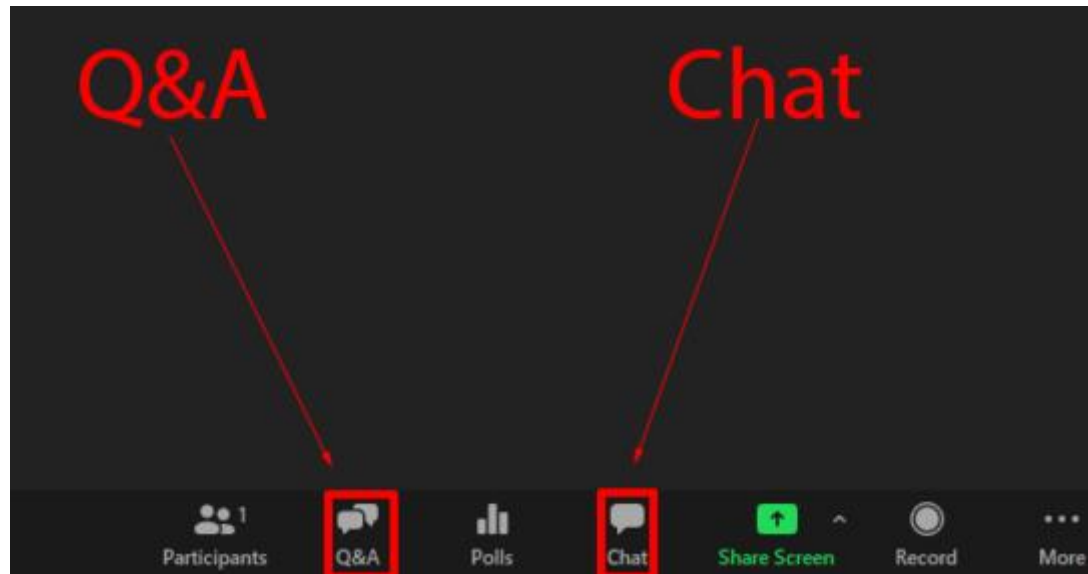 Q&A
Chat
1
Participants
Q&A
Polls
Chat
Share Screen
Record
More